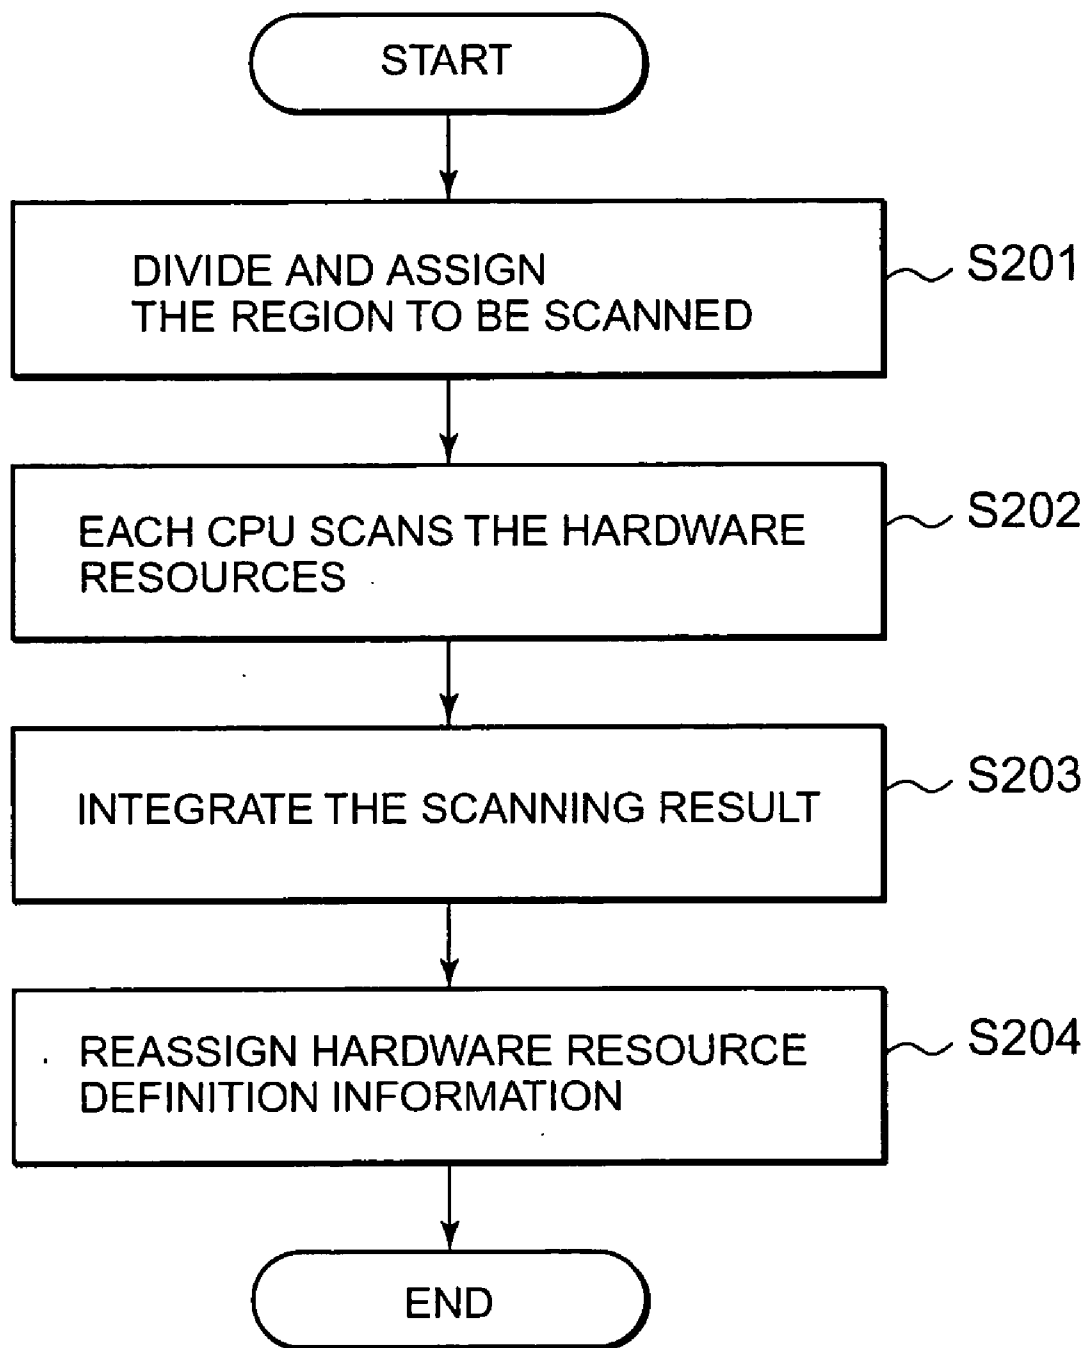 START
DIVIDE AND ASSIGN
THE REGION TO BE SCANNED
S201
EACH CPU SCANS THE HARDWARE
RESOURCES
S202
INTEGRATE THE SCANNING RESULT
S203
REASSIGN HARDWARE RESOURCE
DEFINITION INFORMATION
S204
END